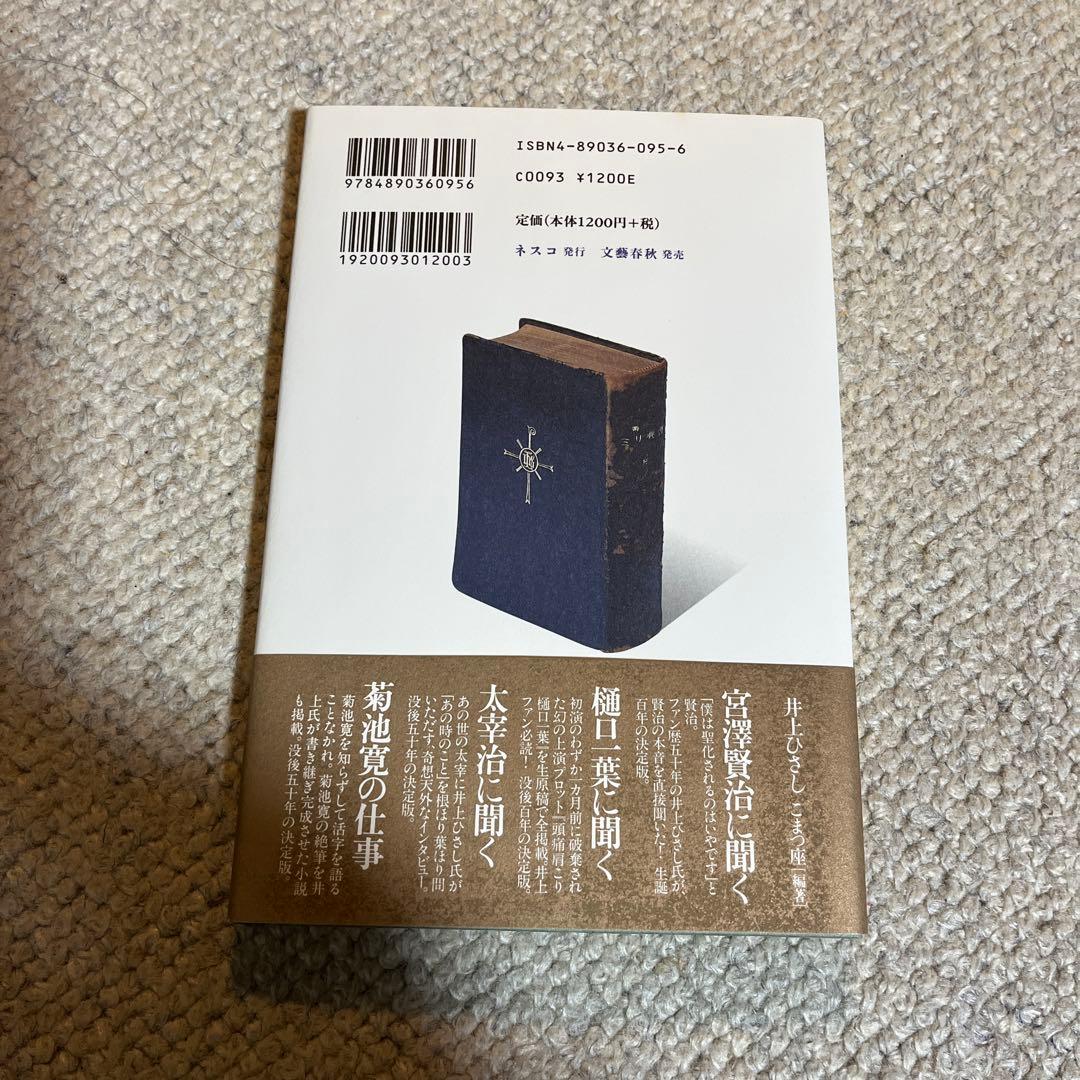 ISBN4-89036-095-6
C0093 ¥1200E
9784890360956
定価(本体1200円+税)
1920093012003
ネスコ 発行 文藝春秋 発売
井上ひさし こまつ座 [編著]
宮澤賢治に聞く
「僕は聖化されるのはいやです」と
賢治。
ファン歴五十年の井上ひさし氏が、
賢治の本音を直接聞いた! 生誕
百年の決定版。
樋口一葉に聞く
初演のわずか一カ月前に破棄され
た幻の上演プロット「頭痛肩こり
樋口一葉」を生原稿で全掲載。井上
ファン必読! 没後百年の決定版。
太宰治に聞く
あの世の太宰に井上ひさし氏が
「あの時のこと」を根ほり葉ほり問
いただす、奇想天外なインタビュー。
没後五十年の決定版。
菊池寛の仕事
菊池寛を知らずして活字を語る
ことなかれ。菊池寛の絶筆を井
上氏が書き継ぎ完成させた小説
も掲載。没後五十年の決定版。